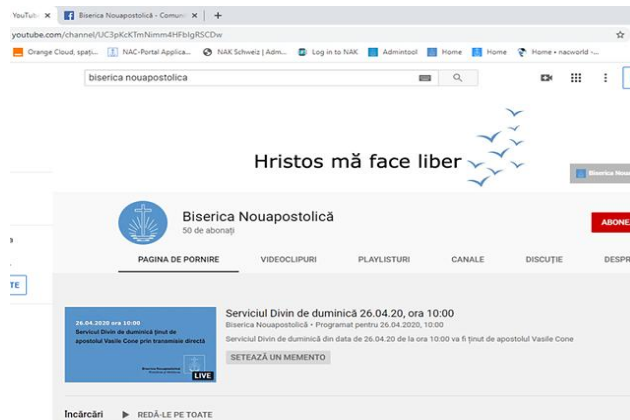 YouTube
Biserica Nouapostolică - Comuni
youtube.com/channel/UC3pKcKTmNimm4HFblgRSCDw
Orange Cloud, spați...
NAC-Portal Applica...
NAK Schweiz | Adm...
Log in to NAK
Admintool
Home
Home
Home • nacworld -...
biserica nouapostolica
Hristos mă face liber
Biserica Noua
Biserica Nouapostolică
50 de abonați
ABONE
PAGINA DE PORNIRE
VIDEOCLIPURI
PLAYLISTURI
CANALE
DISCUȚIE
DESPR
TE
26.04.2020 ora 10:00
Serviciul Divin de duminică ținut de
apostolul Vasile Cone prin transmisie directă
Biserica Nouapostolică
LIVE
Serviciul Divin de duminică 26.04.20, ora 10:00
Biserica Nouapostolică • Programat pentru 26.04.2020, 10:00
Serviciul Divin de duminică din data de 26.04.20 de la ora 10:00 va fi ținut de apostolul Vasile Cone
SETEAZĂ UN MEMENTO
Încărcări
REDĂ-LE PE TOATE